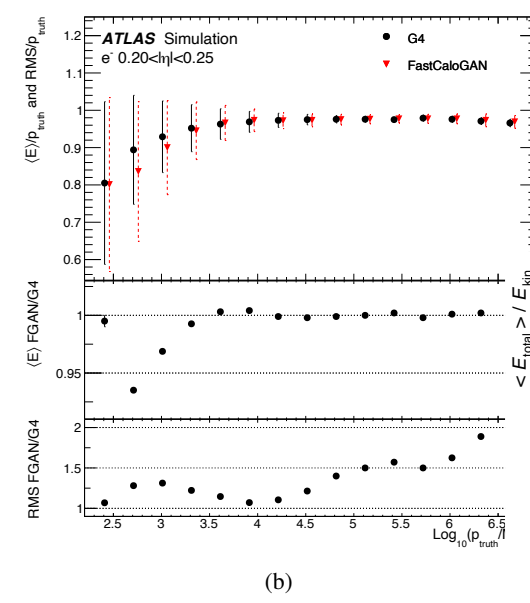 ATLAS Simulation
e⁻ 0.20<|η|<0.25
G4
FastCaloGAN
⟨E⟩/p_truth and RMS/p_truth
1.2
1.1
1
0.9
0.8
0.7
0.6
⟨E⟩ FGAN/G4
1
0.95
< E_total > / E_kin
RMS FGAN/G4
2
1.5
1
2.5 3 3.5 4 4.5 5 5.5 6 6.5
Log₁₀(p_truth/
(b)